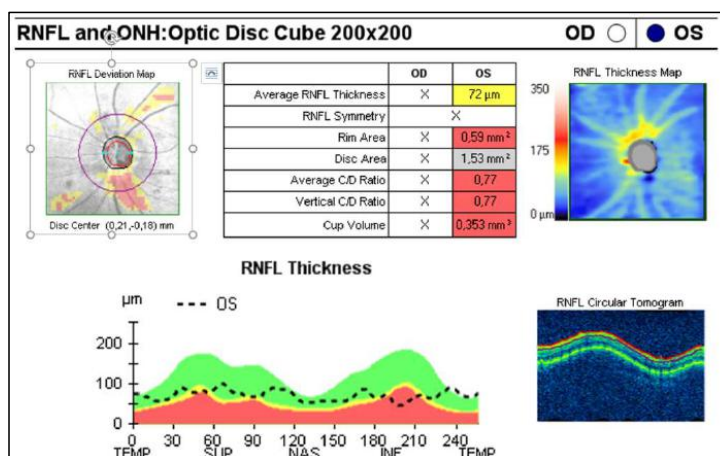 RNFL and ONH:Optic Disc Cube 200x200 OD OS
RNFL Deviation Map
Disc Center (0,21,-0,18) mm
OD OS
Average RNFL Thickness X 72 µm
RNFL Symmetry X
Rim Area X 0,59 mm²
Disc Area X 1,53 mm²
Average C/D Ratio X 0,77
Vertical C/D Ratio X 0,77
Cup Volume X 0,353 mm³
RNFL Thickness Map
350
175
0 µm
RNFL Thickness
µm --- OS
200
100
0
0 30 60 90 120 150 180 210 240
TEMP SUP NAS INF TEMP
RNFL Circular Tomogram